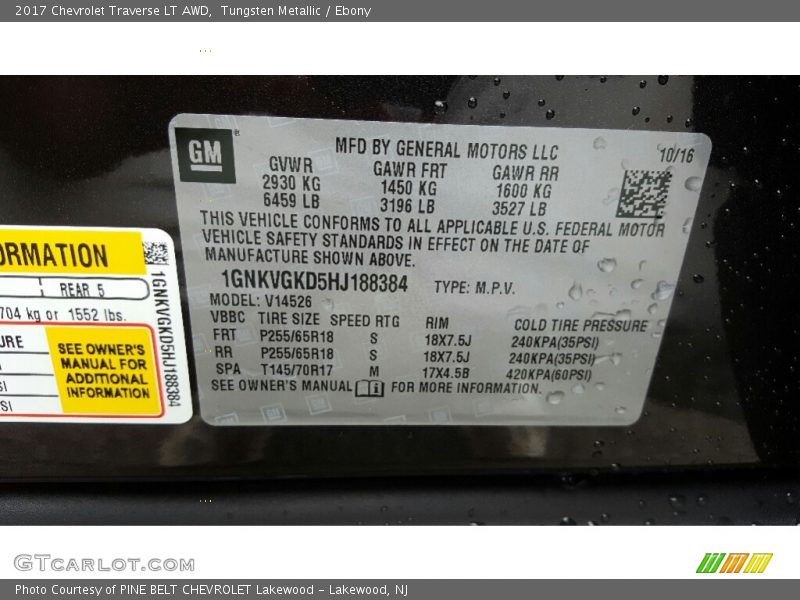 2017 Chevrolet Traverse LT AWD, Tungsten Metallic / Ebony
GM
MFD BY GENERAL MOTORS LLC
10/16
GVWR GAWR FRT GAWR RR
2930 KG 1450 KG 1600 KG
6459 LB 3196 LB 3527 LB
THIS VEHICLE CONFORMS TO ALL APPLICABLE U.S. FEDERAL MOTOR
VEHICLE SAFETY STANDARDS IN EFFECT ON THE DATE OF
MANUFACTURE SHOWN ABOVE.
1GNKVGKD5HJ188384 TYPE: M.P.V.
MODEL: V14526
VBBC TIRE SIZE SPEED RTG RIM COLD TIRE PRESSURE
FRT P255/65R18 S 18X7.5J 240KPA(35PSI)
RR P255/65R18 S 18X7.5J 240KPA(35PSI)
SPA T145/70R17 M 17X4.5B 420KPA(60PSI)
SEE OWNER'S MANUAL FOR MORE INFORMATION.
ORMATION
REAR 5
704 kg or 1552 lbs.
URE
SI
PSI
SEE OWNER'S
MANUAL FOR
ADDITIONAL
INFORMATION
1GNKVGKD5HJ188384
GTCarLot.com
Photo Courtesy of PINE BELT CHEVROLET Lakewood - Lakewood, NJ